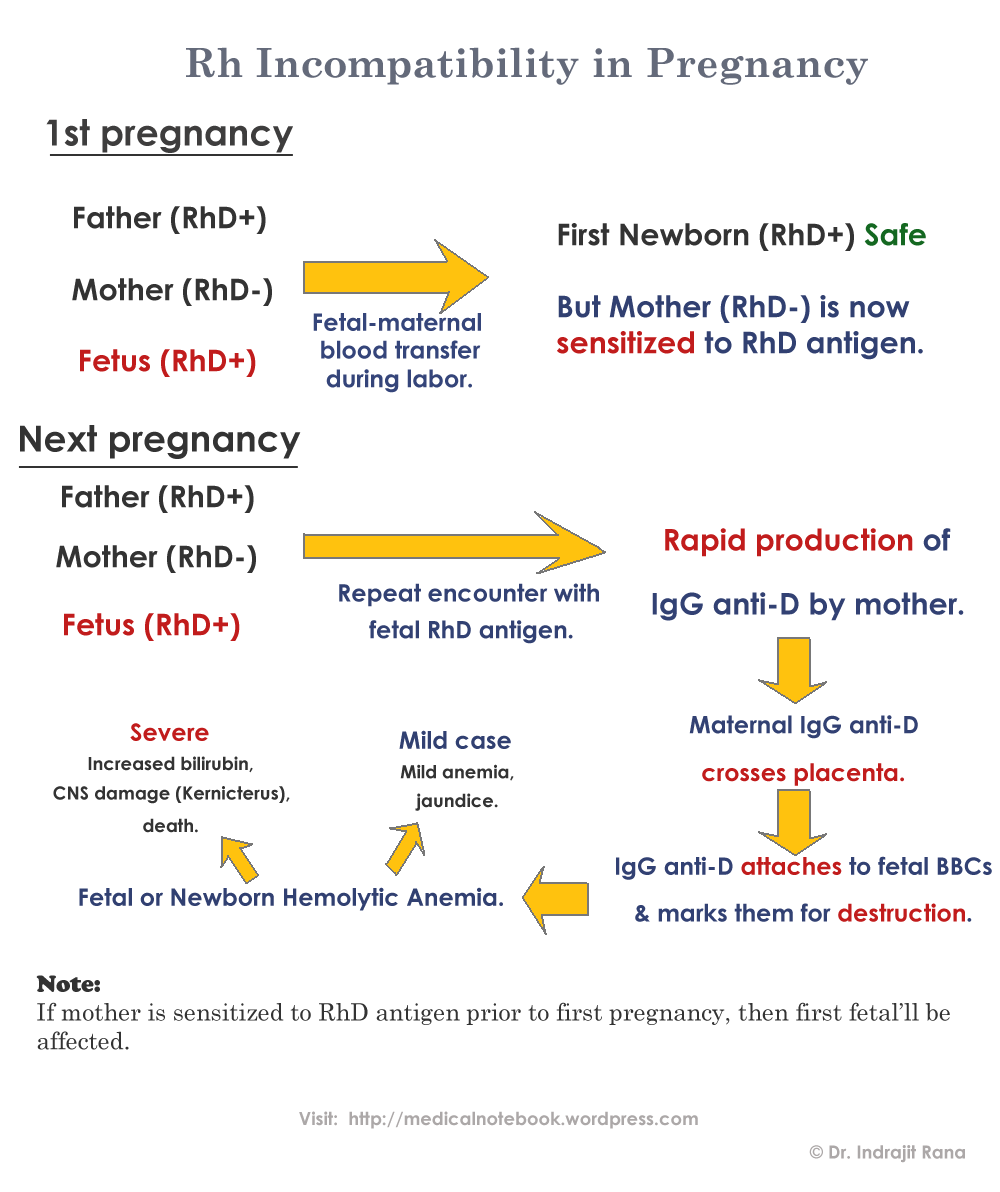 Rh Incompatibility in Pregnancy
1st pregnancy
Father (RhD+)
Mother (RhD-)
Fetus (RhD+)
Fetal-maternal
blood transfer
during labor.
First Newborn (RhD+) Safe
But Mother (RhD-) is now
sensitized to RhD antigen.
Next pregnancy
Father (RhD+)
Mother (RhD-)
Fetus (RhD+)
Repeat encounter with
fetal RhD antigen.
Rapid production of
IgG anti-D by mother.
Maternal IgG anti-D
crosses placenta.
IgG anti-D attaches to fetal BBCs
& marks them for destruction.
Fetal or Newborn Hemolytic Anemia.
Severe
Increased bilirubin,
CNS damage (Kernicterus),
death.
Mild case
Mild anemia,
jaundice.
Note:
If mother is sensitized to RhD antigen prior to first pregnancy, then first fetal’ll be
affected.
Visit: http://medicalnotebook.wordpress.com
© Dr. Indrajit Rana